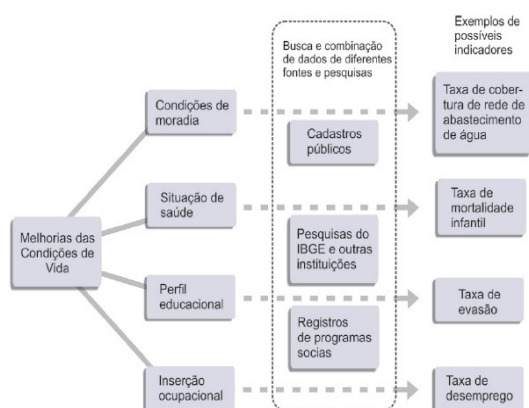 Exemplos de
possíveis
indicadores
Busca e combinação
de dados de diferentes
fontes e pesquisas
Condições de
moradia
Taxa de cober-
tura de rede de
abastecimento
de água
Cadastros
públicos
Situação de
saúde
Taxa de
mortalidade
infantil
Melhorias das
Condições de
Vida
Pesquisas do
IBGE e outras
instituições
Perfil
educacional
Taxa de
evasão
Registros
de programas
socias
Inserção
ocupacional
Taxa de
desemprego